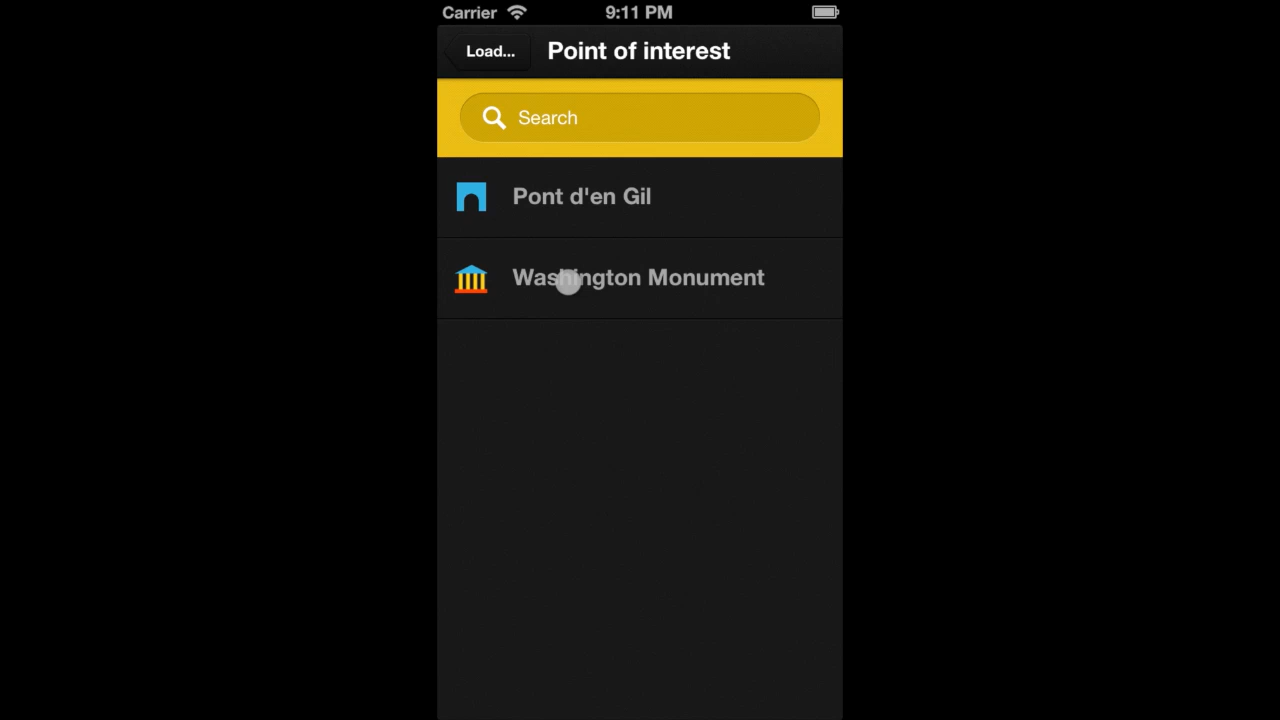 Carrier 9:11 PM
Load... Point of interest
Search
Pont d'en Gil
Washington Monument